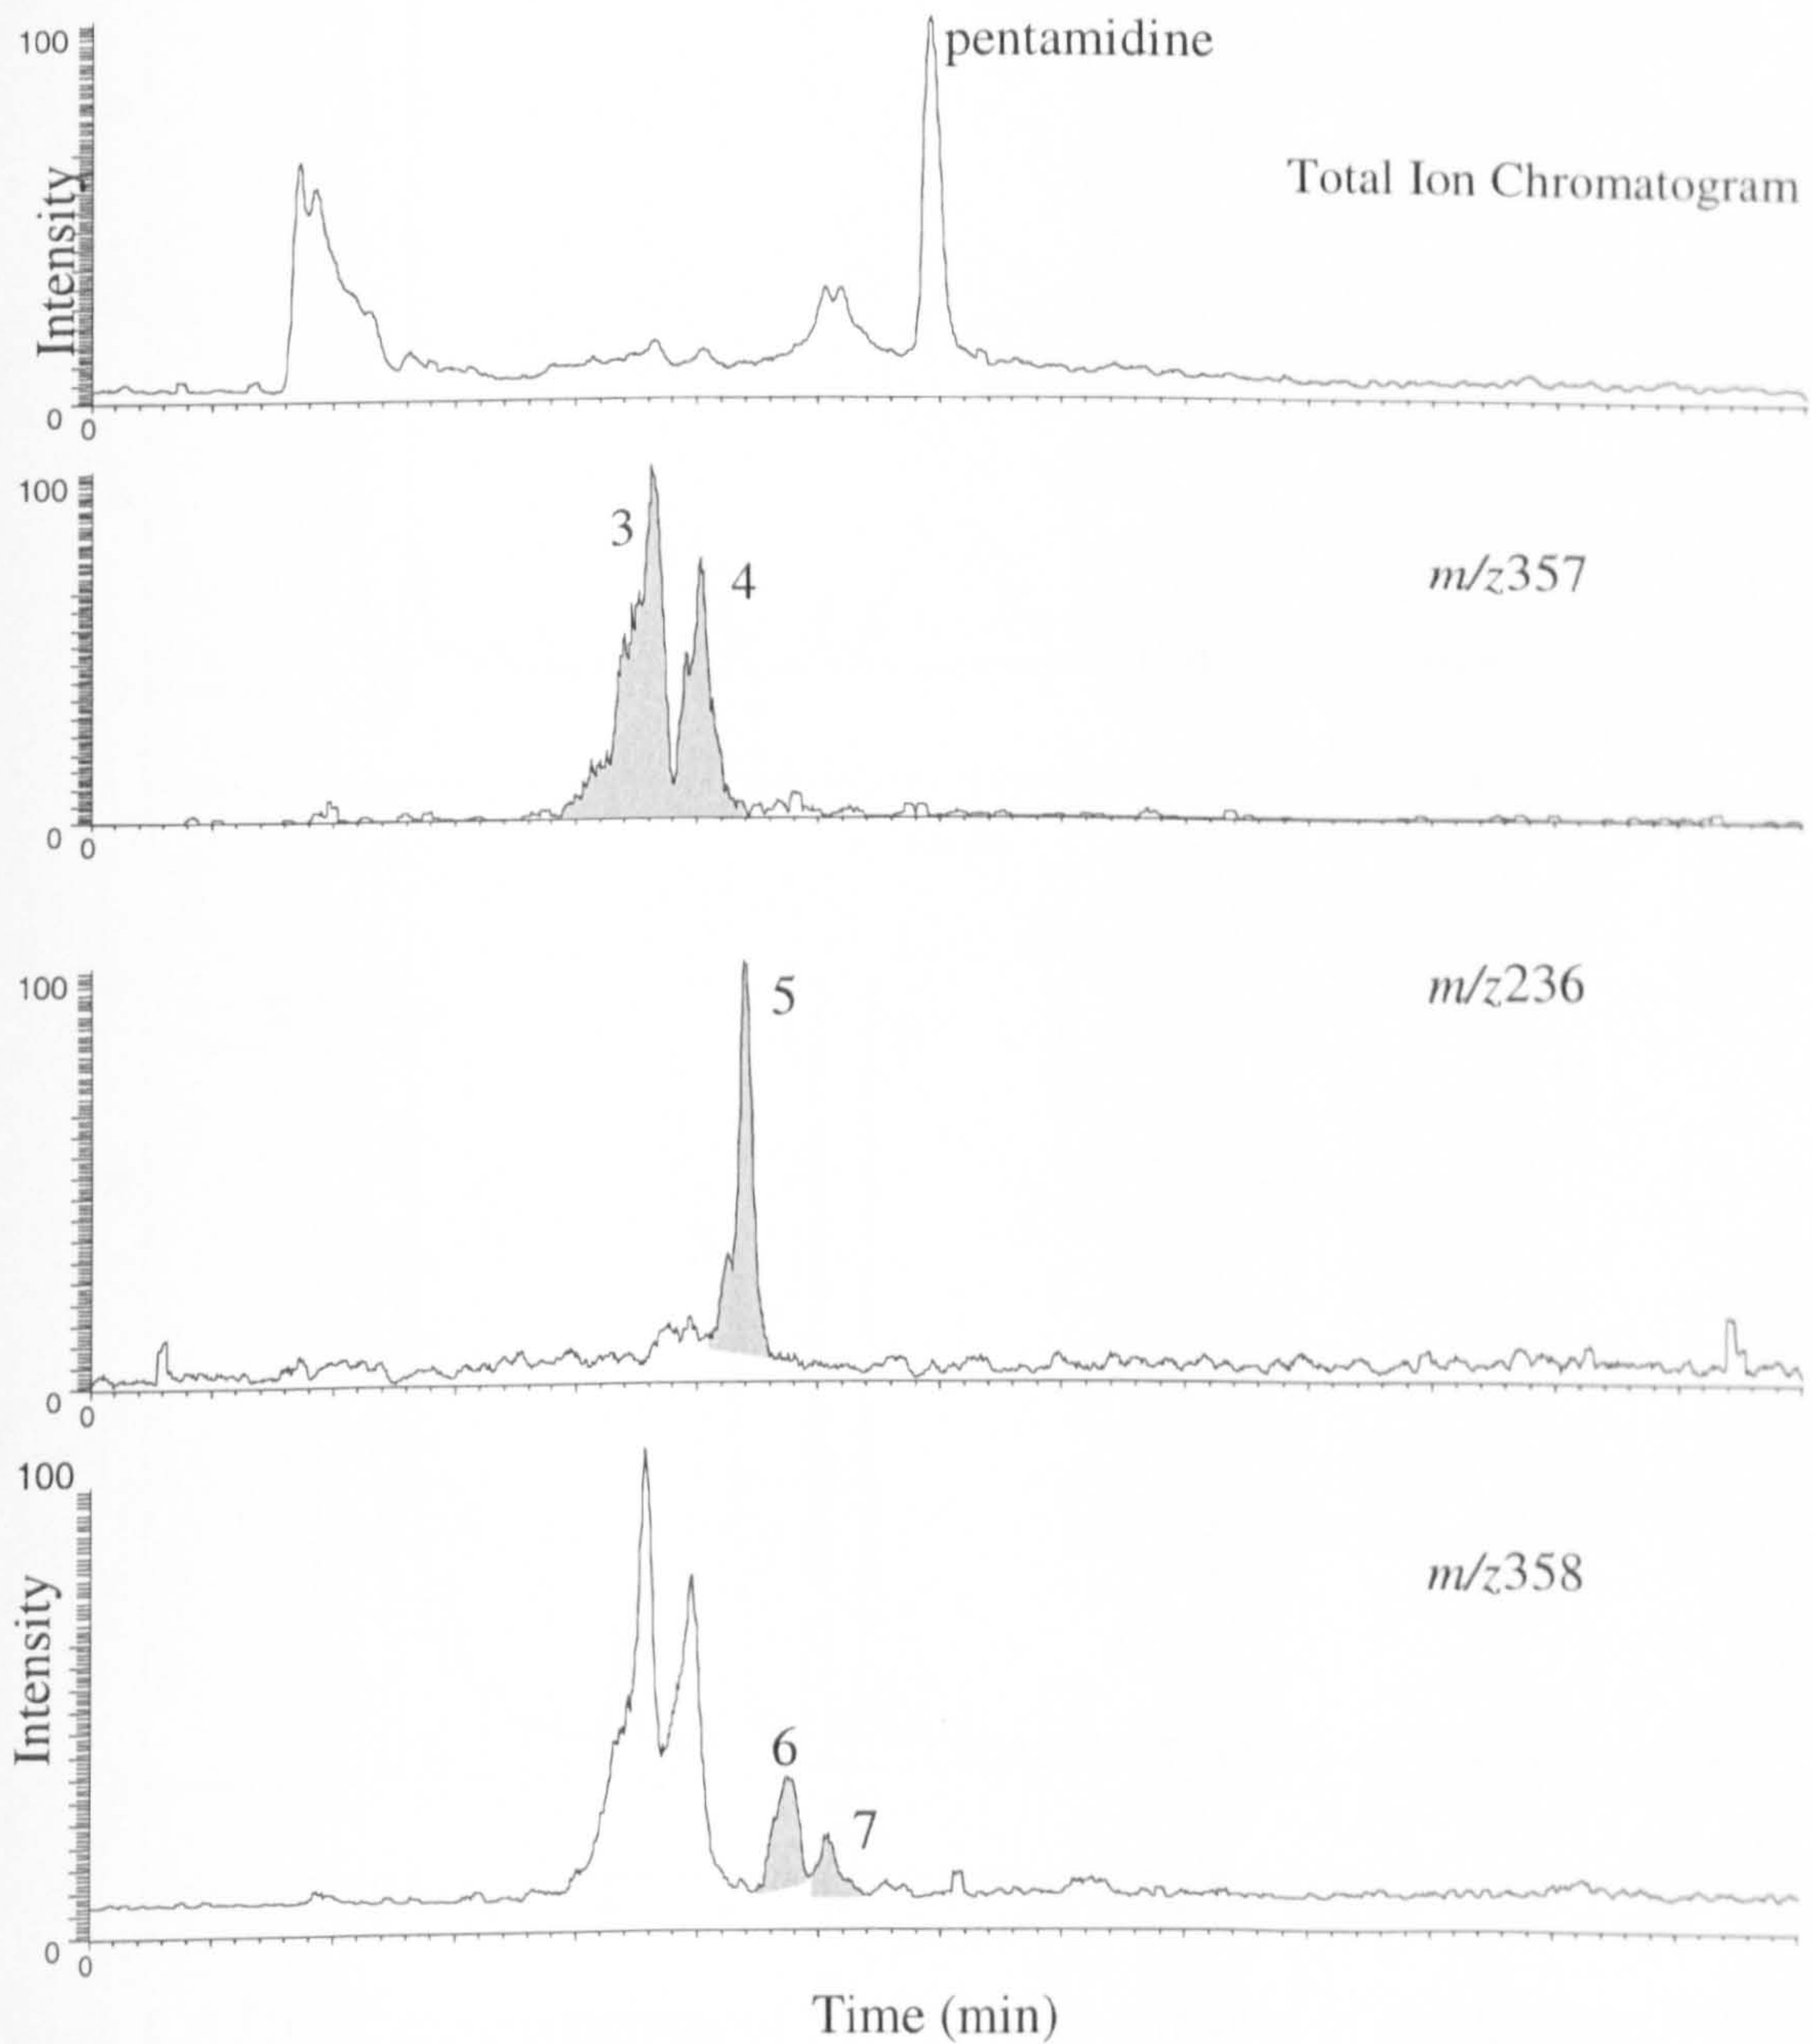 100
pentamidine
Total Ion Chromatogram
Intensity
0
0
100
3
4
m/z357
0
0
100
5
m/z236
0
0
100
m/z358
Intensity
6
7
0
0
Time (min)